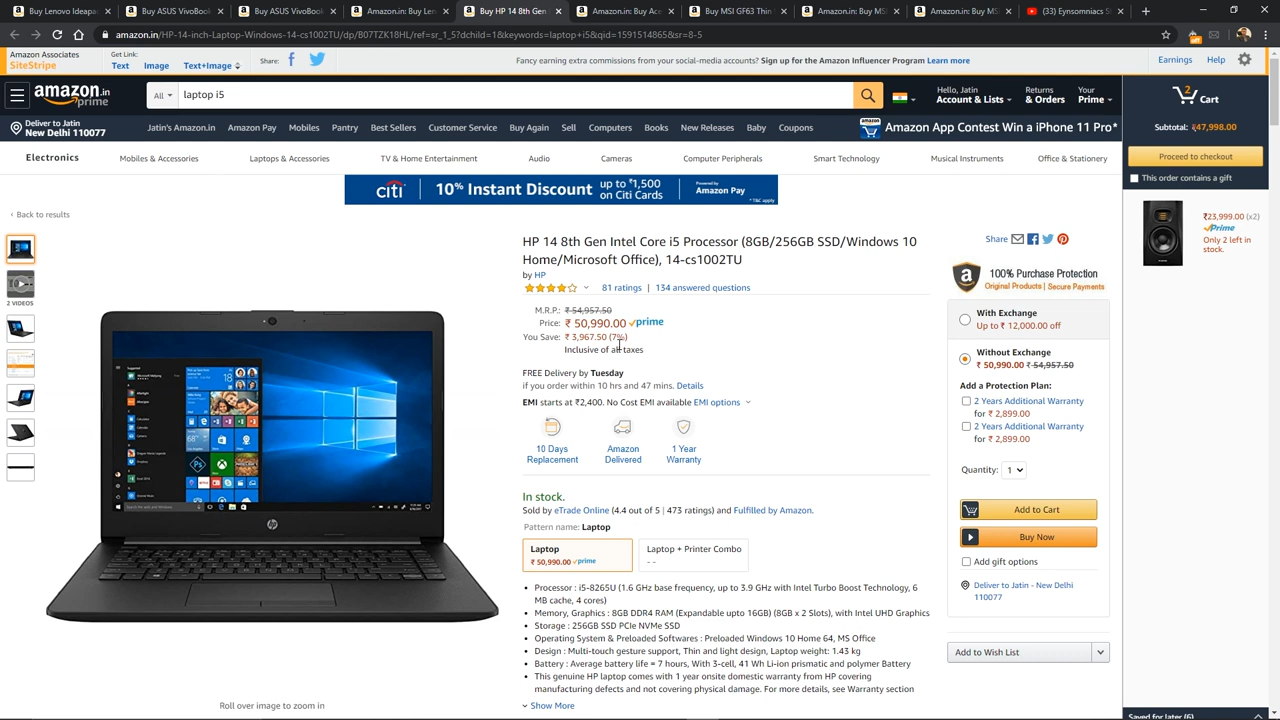 Buy Lenovo Ideapa
Buy ASUS VivoBook
Buy ASUS VivoBook
Amazon.in: Buy Len
Buy HP 14 8th Gen
Amazon.in: Buy Ace
Buy MSI GF63 Thin
Amazon.in: Buy MSI
Amazon.in: Buy MSI
(33) Eynsomniacs S
amazon.in/HP-14-inch-Laptop-Windows-14-cs1002TU/dp/B07TZK18HL/ref=sr_1_5?dchild=1&keywords=laptop+i5&qid=1591514865&sr=8-5
Amazon Associates
SiteStripe
Get Link:
Text Image Text+Image
Share:
Fancy earning extra commissions from your social-media accounts? Sign up for the Amazon Influencer Program Learn more
Earnings Help
amazon.in
prime
All
laptop i5
Hello, Jatin
Account & Lists
Returns
& Orders
Your
Prime
2
Cart
Deliver to Jatin
New Delhi 110077
Jatin's Amazon.in Amazon Pay Mobiles Pantry Best Sellers Customer Service Buy Again Sell Computers Books New Releases Baby Coupons
Amazon App Contest Win a iPhone 11 Pro*
Subtotal: ₹47,998.00
Proceed to checkout
This order contains a gift
Electronics Mobiles & Accessories Laptops & Accessories TV & Home Entertainment Audio Cameras Computer Peripherals Smart Technology Musical Instruments Office & Stationery
citi 10% Instant Discount up to ₹1,500 on Citi Cards
Powered by
Amazon Pay
*T&C apply
‹ Back to results
2 VIDEOS
HP 14 8th Gen Intel Core i5 Processor (8GB/256GB SSD/Windows 10
Home/Microsoft Office), 14-cs1002TU
by HP
81 ratings | 134 answered questions
M.R.P.: ₹ 54,957.50
Price: ₹ 50,990.00 prime
You Save: ₹ 3,967.50 (7%)
Inclusive of all taxes
FREE Delivery by Tuesday
if you order within 10 hrs and 47 mins. Details
EMI starts at ₹2,400. No Cost EMI available EMI options
10 Days
Replacement
Amazon
Delivered
1 Year
Warranty
In stock.
Sold by eTrade Online (4.4 out of 5 | 473 ratings) and Fulfilled by Amazon.
Pattern name: Laptop
Laptop
₹ 50,990.00 prime
Laptop + Printer Combo
- -
• Processor : i5-8265U (1.6 GHz base frequency, up to 3.9 GHz with Intel Turbo Boost Technology, 6
MB cache, 4 cores)
• Memory, Graphics : 8GB DDR4 RAM (Expandable upto 16GB) (8GB x 2 Slots), with Intel UHD Graphics
• Storage : 256GB SSD PCIe NVMe SSD
• Operating System & Preloaded Softwares : Preloaded Windows 10 Home 64, MS Office
• Design : Multi-touch gesture support, Thin and light design, Laptop weight: 1.43 kg
• Battery : Average battery life = 7 hours, With 3-cell, 41 Wh Li-ion prismatic and polymer Battery
• This genuine HP laptop comes with 1 year onsite domestic warranty from HP covering
manufacturing defects and not covering physical damage. For more details, see Warranty section
Show More
Roll over image to zoom in
Share
100% Purchase Protection
Original Products | Secure Payments
With Exchange
Up to ₹ 12,000.00 off
Without Exchange
₹ 50,990.00 ₹ 54,957.50
Add a Protection Plan:
2 Years Additional Warranty
for ₹ 2,899.00
2 Years Additional Warranty
for ₹ 2,899.00
Quantity: 1
Add to Cart
Buy Now
Add gift options
Deliver to Jatin - New Delhi
110077
Add to Wish List
₹23,999.00 (x2)
Prime
Only 2 left in
stock.
Saved for later (6)